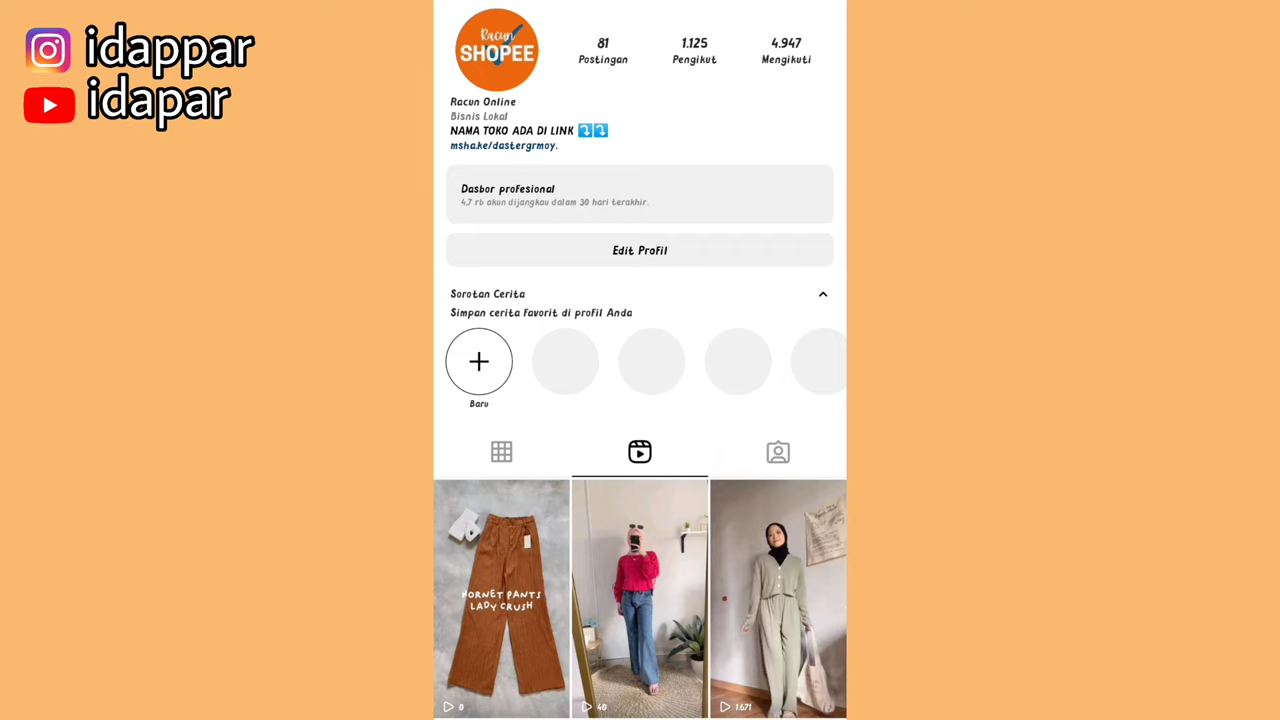 idappar
idapar
Racun
SHOPEE
81
Postingan
1.125
Pengikut
4.947
Mengikuti
Racun Online
Bisnis Lokal
NAMA TOKO ADA DI LINK
msha.ke/dastergrmoy.
Dasbor profesional
4,7 rb akun dijangkau dalam 30 hari terakhir.
Edit Profil
Sorotan Cerita
Simpan cerita favorit di profil Anda
Baru
HORNET PANTS
LADY CRUSH
0
40
1.671